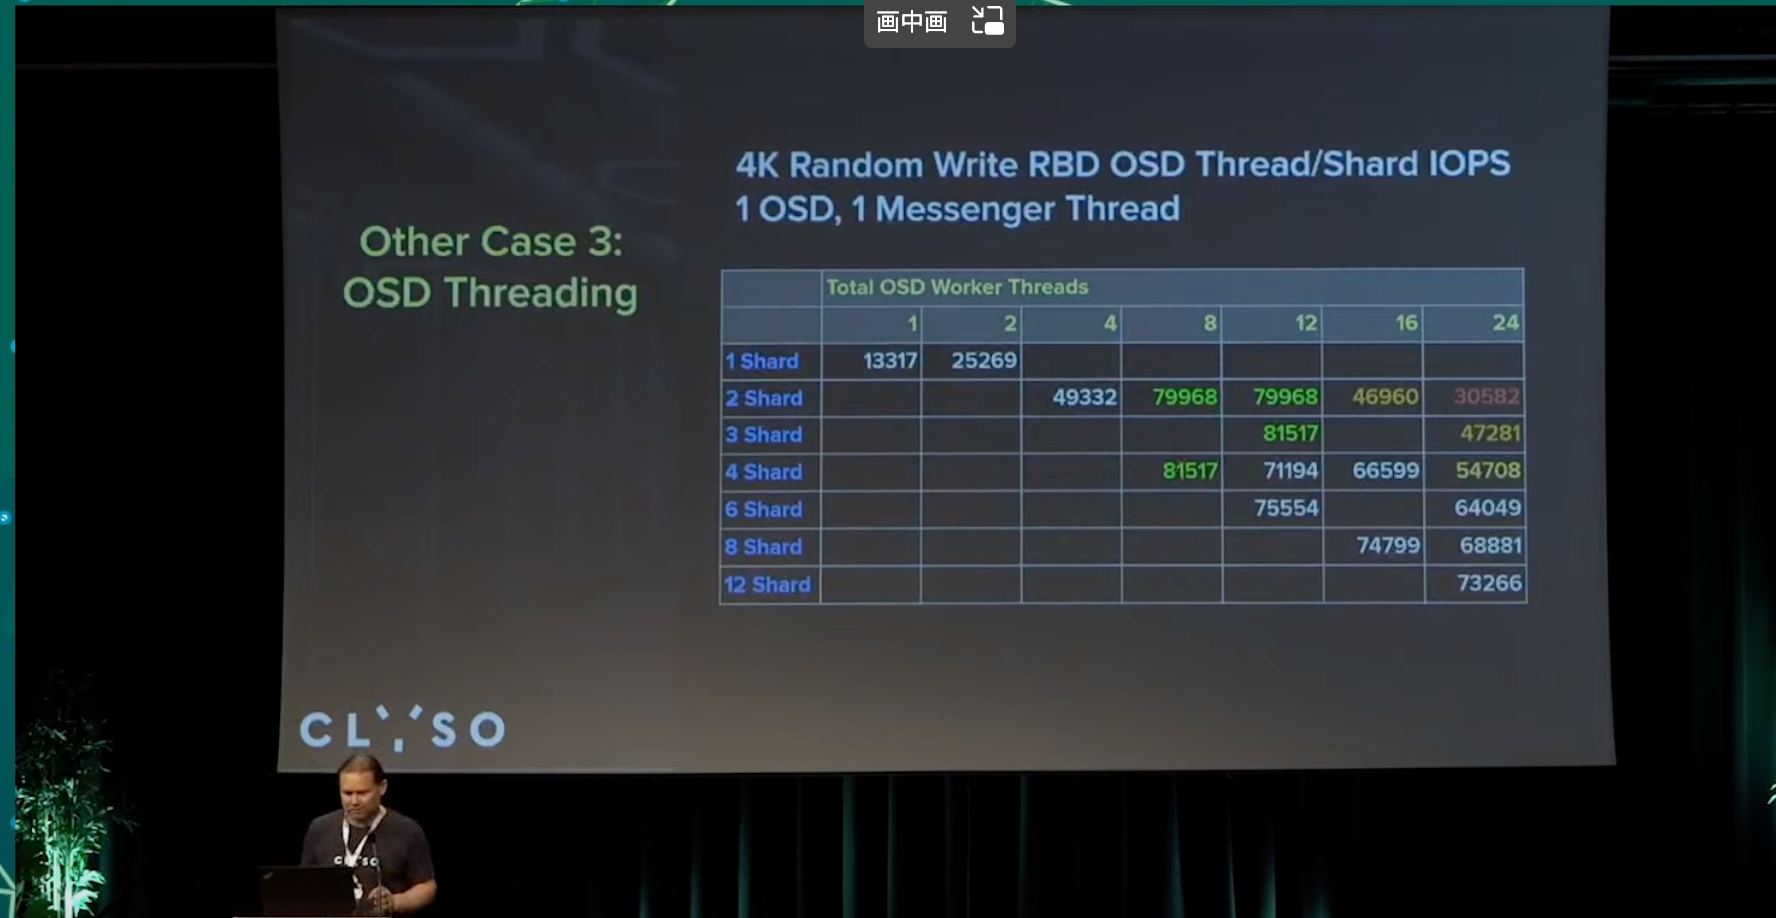 画中画
4K Random Write RBD OSD Thread/Shard IOPS
1 OSD, 1 Messenger Thread
Other Case 3:
OSD Threading
Total OSD Worker Threads
1 2 4 8 12 16 24
1 Shard 13317 25269
2 Shard 49332 79968 79968 46960 30582
3 Shard 81517 47281
4 Shard 81517 71194 66599 54708
6 Shard 75554 64049
8 Shard 74799 68881
12 Shard 73266
CLYSO
CLYSO